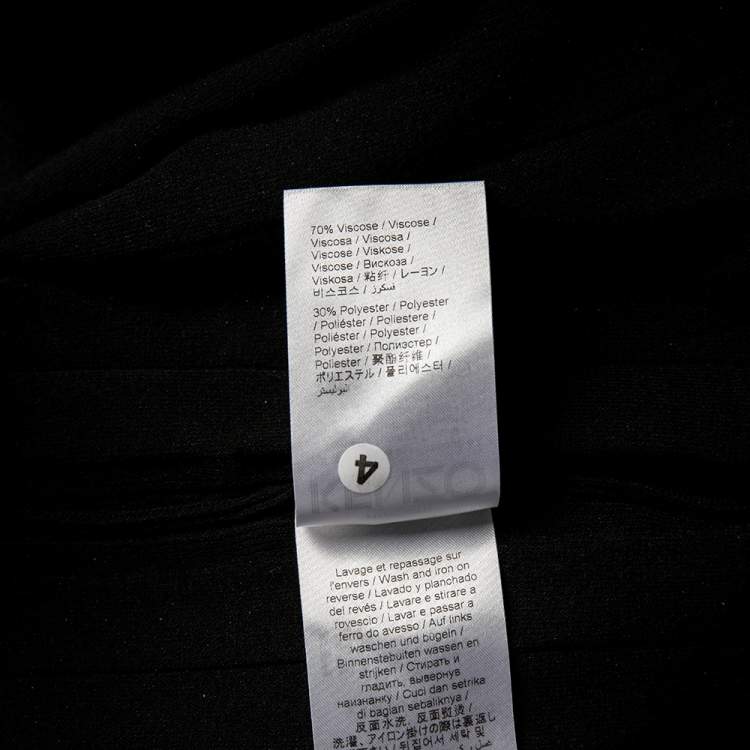 70% Viscose / Viscose /
Viscosa / Viscosa /
Viscose / Viskose /
Viscose / Вискоза /
Viskosa / 粘纤 / レーヨン /
비스코스 / فسكوز
30% Polyester / Polyester
/ Poliéster / Poliestere /
Poliéster / Polyester /
Polyester / Полиэстер /
Poliester / 聚酯纤维 /
ポリエステル / 폴리에스터 /
البوليستر
4
KENZO
Lavage et repassage sur
l'envers / Wash and iron on
reverse / Lavado y planchado
del revés / Lavare e stirare a
rovescio / Lavar e passar a
ferro do avesso / Auf links
waschen und bügeln /
Binnenstebuiten wassen en
strijken / Стирать и
гладить, вывернув
наизнанку / Cuci dan setrika
di bagian sebaliknya /
反面水洗, 反面熨烫 /
洗濯、アイロン掛けの際は裏返し